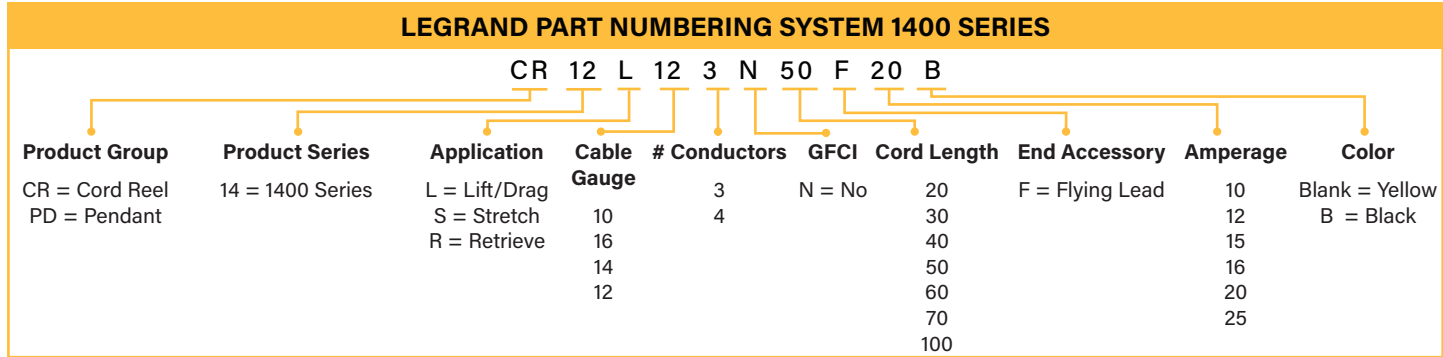 LEGRAND PART NUMBERING SYSTEM 1400 SERIES
CR 12 L 12 3 N 50 F 20 B
Product Group
CR = Cord Reel
PD = Pendant
Product Series
14 = 1400 Series
Application
L = Lift/Drag
S = Stretch
R = Retrieve
Cable
Gauge
10
16
14
12
# Conductors
3
4
GFCI
N = No
Cord Length
20
30
40
50
60
70
100
End Accessory
F = Flying Lead
Amperage
10
12
15
16
20
25
Color
Blank = Yellow
B = Black